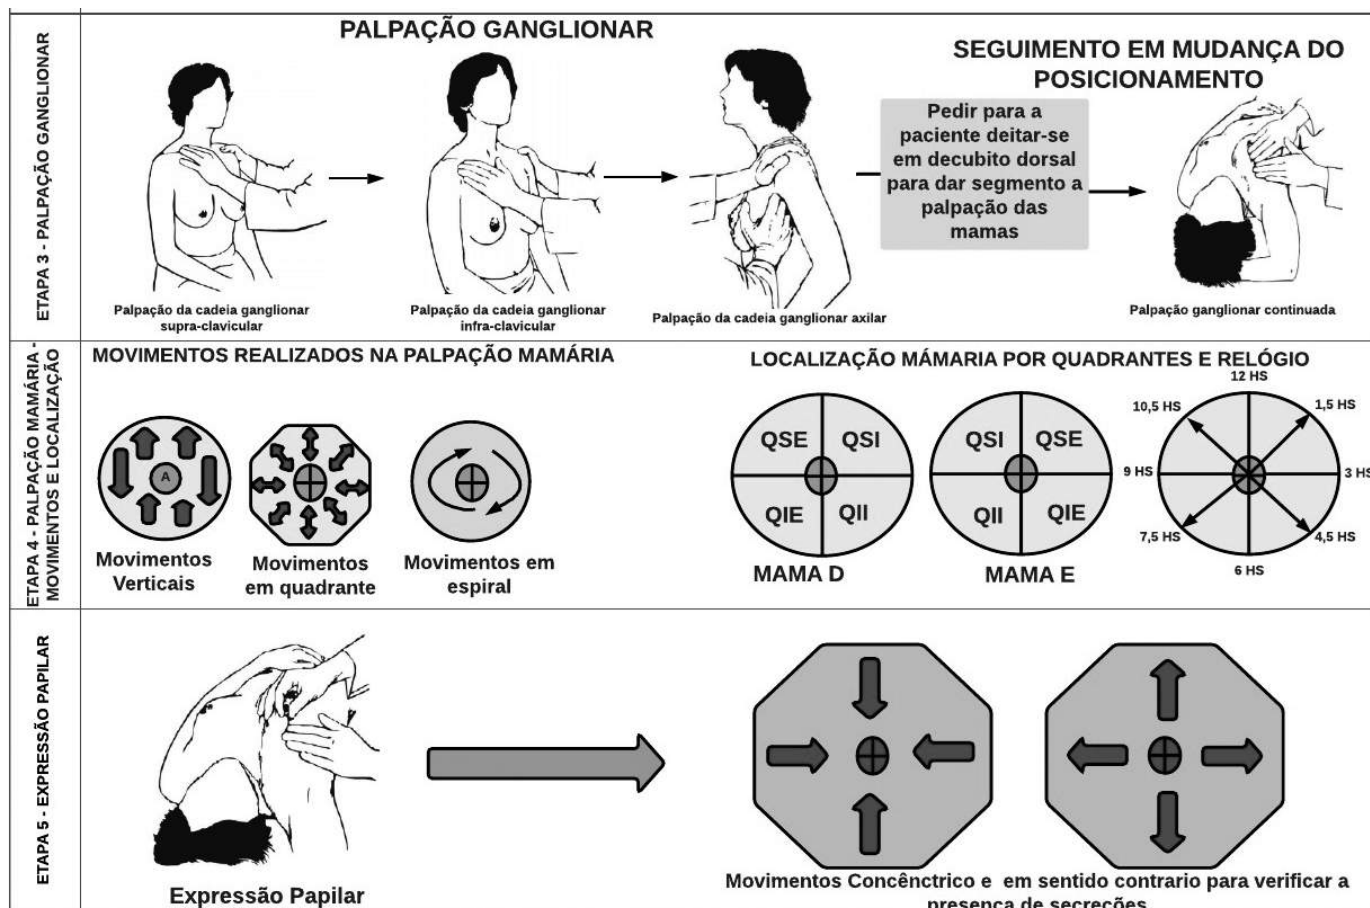 ETAPA 3 - PALPAÇÃO GANGLIONAR
PALPAÇÃO GANGLIONAR
SEGUIMENTO EM MUDANÇA DO
POSICIONAMENTO
Pedir para a
paciente deitar-se
em decubito dorsal
para dar segmento a
palpação das
mamas
Palpação da cadeia ganglionar
supra-clavicular
Palpação da cadeia ganglionar
infra-clavicular
Palpação da cadeia ganglionar axilar
Palpação ganglionar continuada
ETAPA 4 - PALPAÇÃO MAMÁRIA -
MOVIMENTOS E LOCALIZAÇÃO
MOVIMENTOS REALIZADOS NA PALPAÇÃO MAMÁRIA
A
Movimentos
Verticais
Movimentos
em quadrante
Movimentos em
espiral
LOCALIZAÇÃO MÁMARIA POR QUADRANTES E RELÓGIO
QSE QSI
QIE QII
MAMA D
QSI QSE
QII QIE
MAMA E
12 HS
10,5 HS 1,5 HS
9 HS 3 HS
7,5 HS 4,5 HS
6 HS
ETAPA 5 - EXPRESSÃO PAPILAR
Expressão Papilar
Movimentos Concênctrico e em sentido contrario para verificar a
presença de secreções